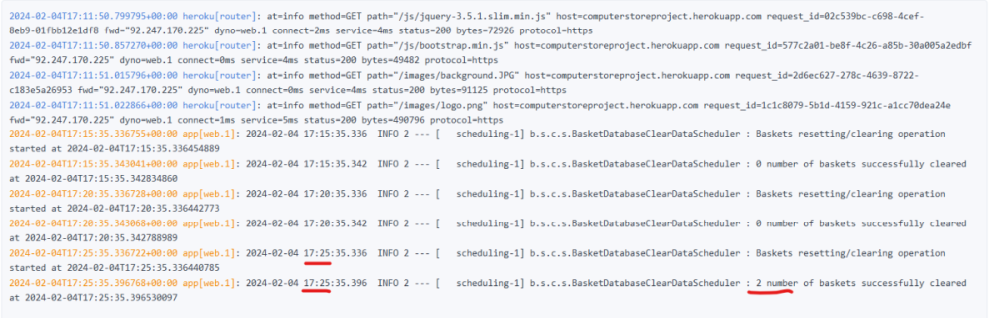 2024-02-04T17:11:50.799795+00:00 heroku[router]: at=info method=GET path="/js/jquery-3.5.1.slim.min.js" host=computerstoreproject.herokuapp.com request_id=02c539bc-c698-4cef-
8eb9-01fbb12e1df8 fwd="92.247.170.225" dyno=web.1 connect=2ms service=4ms status=200 bytes=72926 protocol=https
2024-02-04T17:11:50.857270+00:00 heroku[router]: at=info method=GET path="/js/bootstrap.min.js" host=computerstoreproject.herokuapp.com request_id=577c2a01-be8f-4c26-a85b-30a005a2edbf
fwd="92.247.170.225" dyno=web.1 connect=0ms service=4ms status=200 bytes=49482 protocol=https
2024-02-04T17:11:51.015796+00:00 heroku[router]: at=info method=GET path="/images/background.JPG" host=computerstoreproject.herokuapp.com request_id=2d6ec627-278c-4639-8722-
c183e5a26953 fwd="92.247.170.225" dyno=web.1 connect=0ms service=4ms status=200 bytes=91125 protocol=https
2024-02-04T17:11:51.022866+00:00 heroku[router]: at=info method=GET path="/images/logo.png" host=computerstoreproject.herokuapp.com request_id=1c1c8079-5b1d-4159-921c-a1cc70dea24e
fwd="92.247.170.225" dyno=web.1 connect=1ms service=5ms status=200 bytes=490796 protocol=https
2024-02-04T17:15:35.336755+00:00 app[web.1]: 2024-02-04 17:15:35.336  INFO 2 --- [   scheduling-1] b.s.c.s.BasketDatabaseClearDataScheduler : Baskets resetting/clearing operation
started at 2024-02-04T17:15:35.336454889
2024-02-04T17:15:35.343041+00:00 app[web.1]: 2024-02-04 17:15:35.342  INFO 2 --- [   scheduling-1] b.s.c.s.BasketDatabaseClearDataScheduler : 0 number of baskets successfully cleared
at 2024-02-04T17:15:35.342834860
2024-02-04T17:20:35.336728+00:00 app[web.1]: 2024-02-04 17:20:35.336  INFO 2 --- [   scheduling-1] b.s.c.s.BasketDatabaseClearDataScheduler : Baskets resetting/clearing operation
started at 2024-02-04T17:20:35.336442773
2024-02-04T17:20:35.343068+00:00 app[web.1]: 2024-02-04 17:20:35.342  INFO 2 --- [   scheduling-1] b.s.c.s.BasketDatabaseClearDataScheduler : 0 number of baskets successfully cleared
at 2024-02-04T17:20:35.342788989
2024-02-04T17:25:35.336722+00:00 app[web.1]: 2024-02-04 17:25:35.336  INFO 2 --- [   scheduling-1] b.s.c.s.BasketDatabaseClearDataScheduler : Baskets resetting/clearing operation
started at 2024-02-04T17:25:35.336440785
2024-02-04T17:25:35.396768+00:00 app[web.1]: 2024-02-04 17:25:35.396  INFO 2 --- [   scheduling-1] b.s.c.s.BasketDatabaseClearDataScheduler : 2 number of baskets successfully cleared
at 2024-02-04T17:25:35.396530097